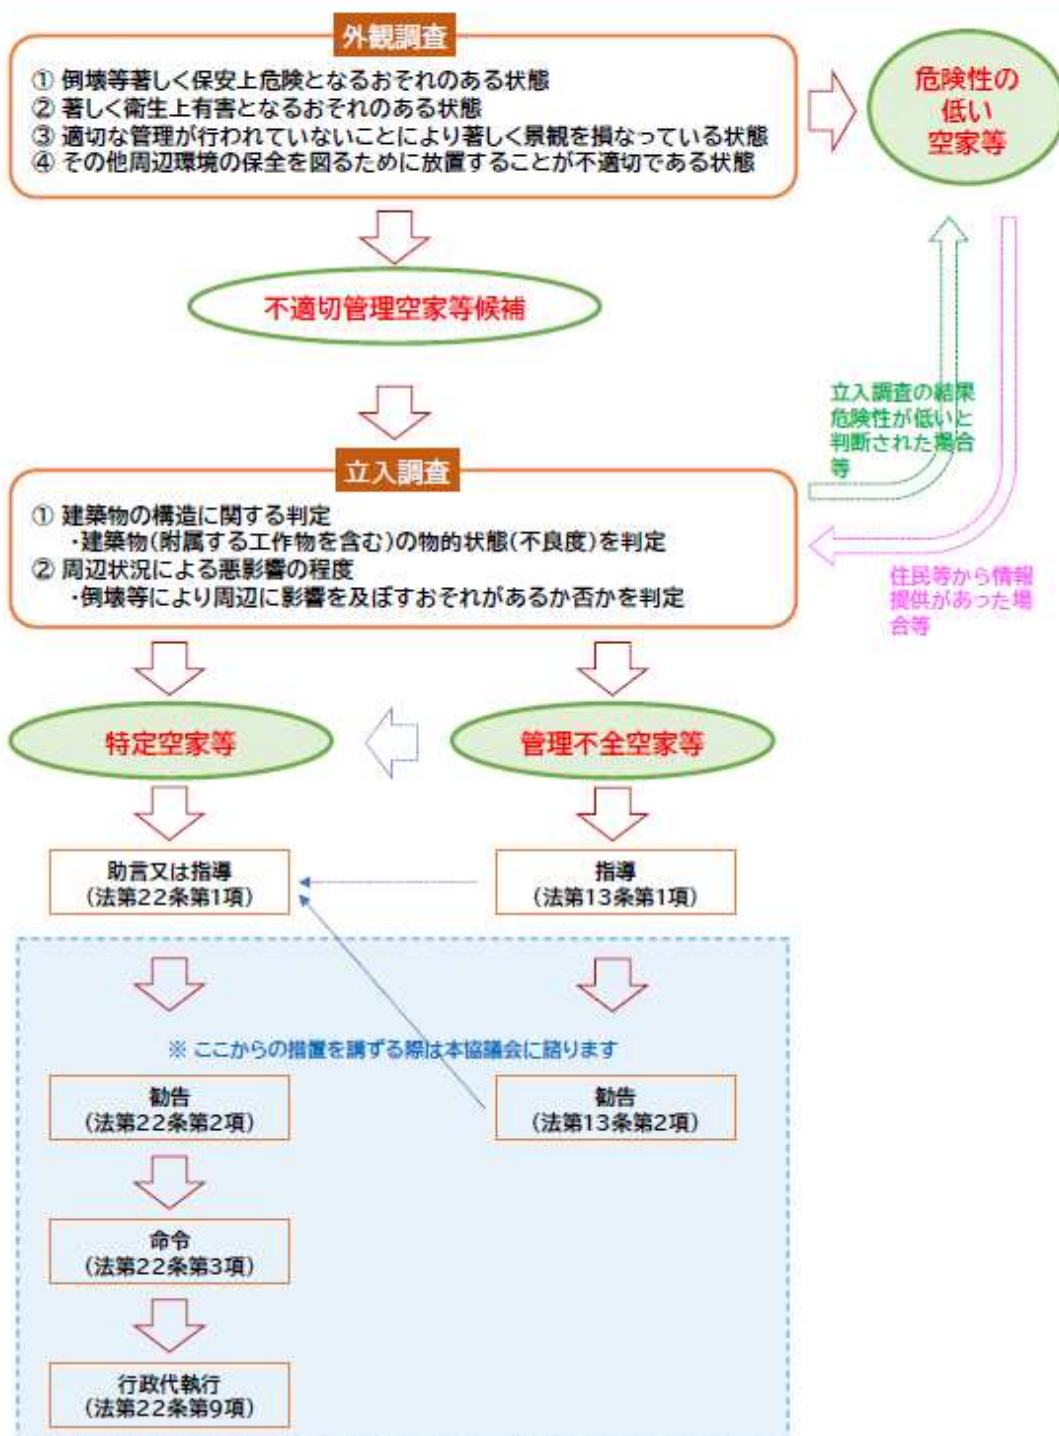 外観調査
① 倒壊等著しく保安上危険となるおそれのある状態
② 著しく衛生上有害となるおそれのある状態
③ 適切な管理が行われていないことにより著しく景観を損なっている状態
④ その他周辺環境の保全を図るために放置することが不適切である状態
危険性の
低い
空家等
不適切管理空家等候補
立入調査の結果
危険性が低いと
判断された場合
等
立入調査
① 建築物の構造に関する判定
・建築物(附属する工作物を含む)の物的状態(不良度)を判定
② 周辺状況による悪影響の程度
・倒壊等により周辺に影響を及ぼすおそれがあるか否かを判定
住民等から情報
提供があった場
合等
特定空家等
管理不全空家等
助言又は指導
(法第22条第1項)
指導
(法第13条第1項)
※ ここからの措置を講ずる際は本協議会に諮ります
勧告
(法第22条第2項)
勧告
(法第13条第2項)
命令
(法第22条第3項)
行政代執行
(法第22条第9項)